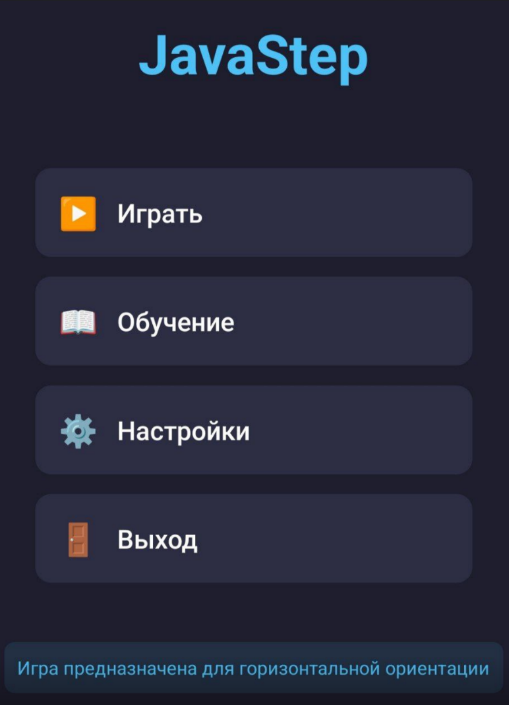 JavaStep
Играть
Обучение
Настройки
Выход
Игра предназначена для горизонтальной ориентации